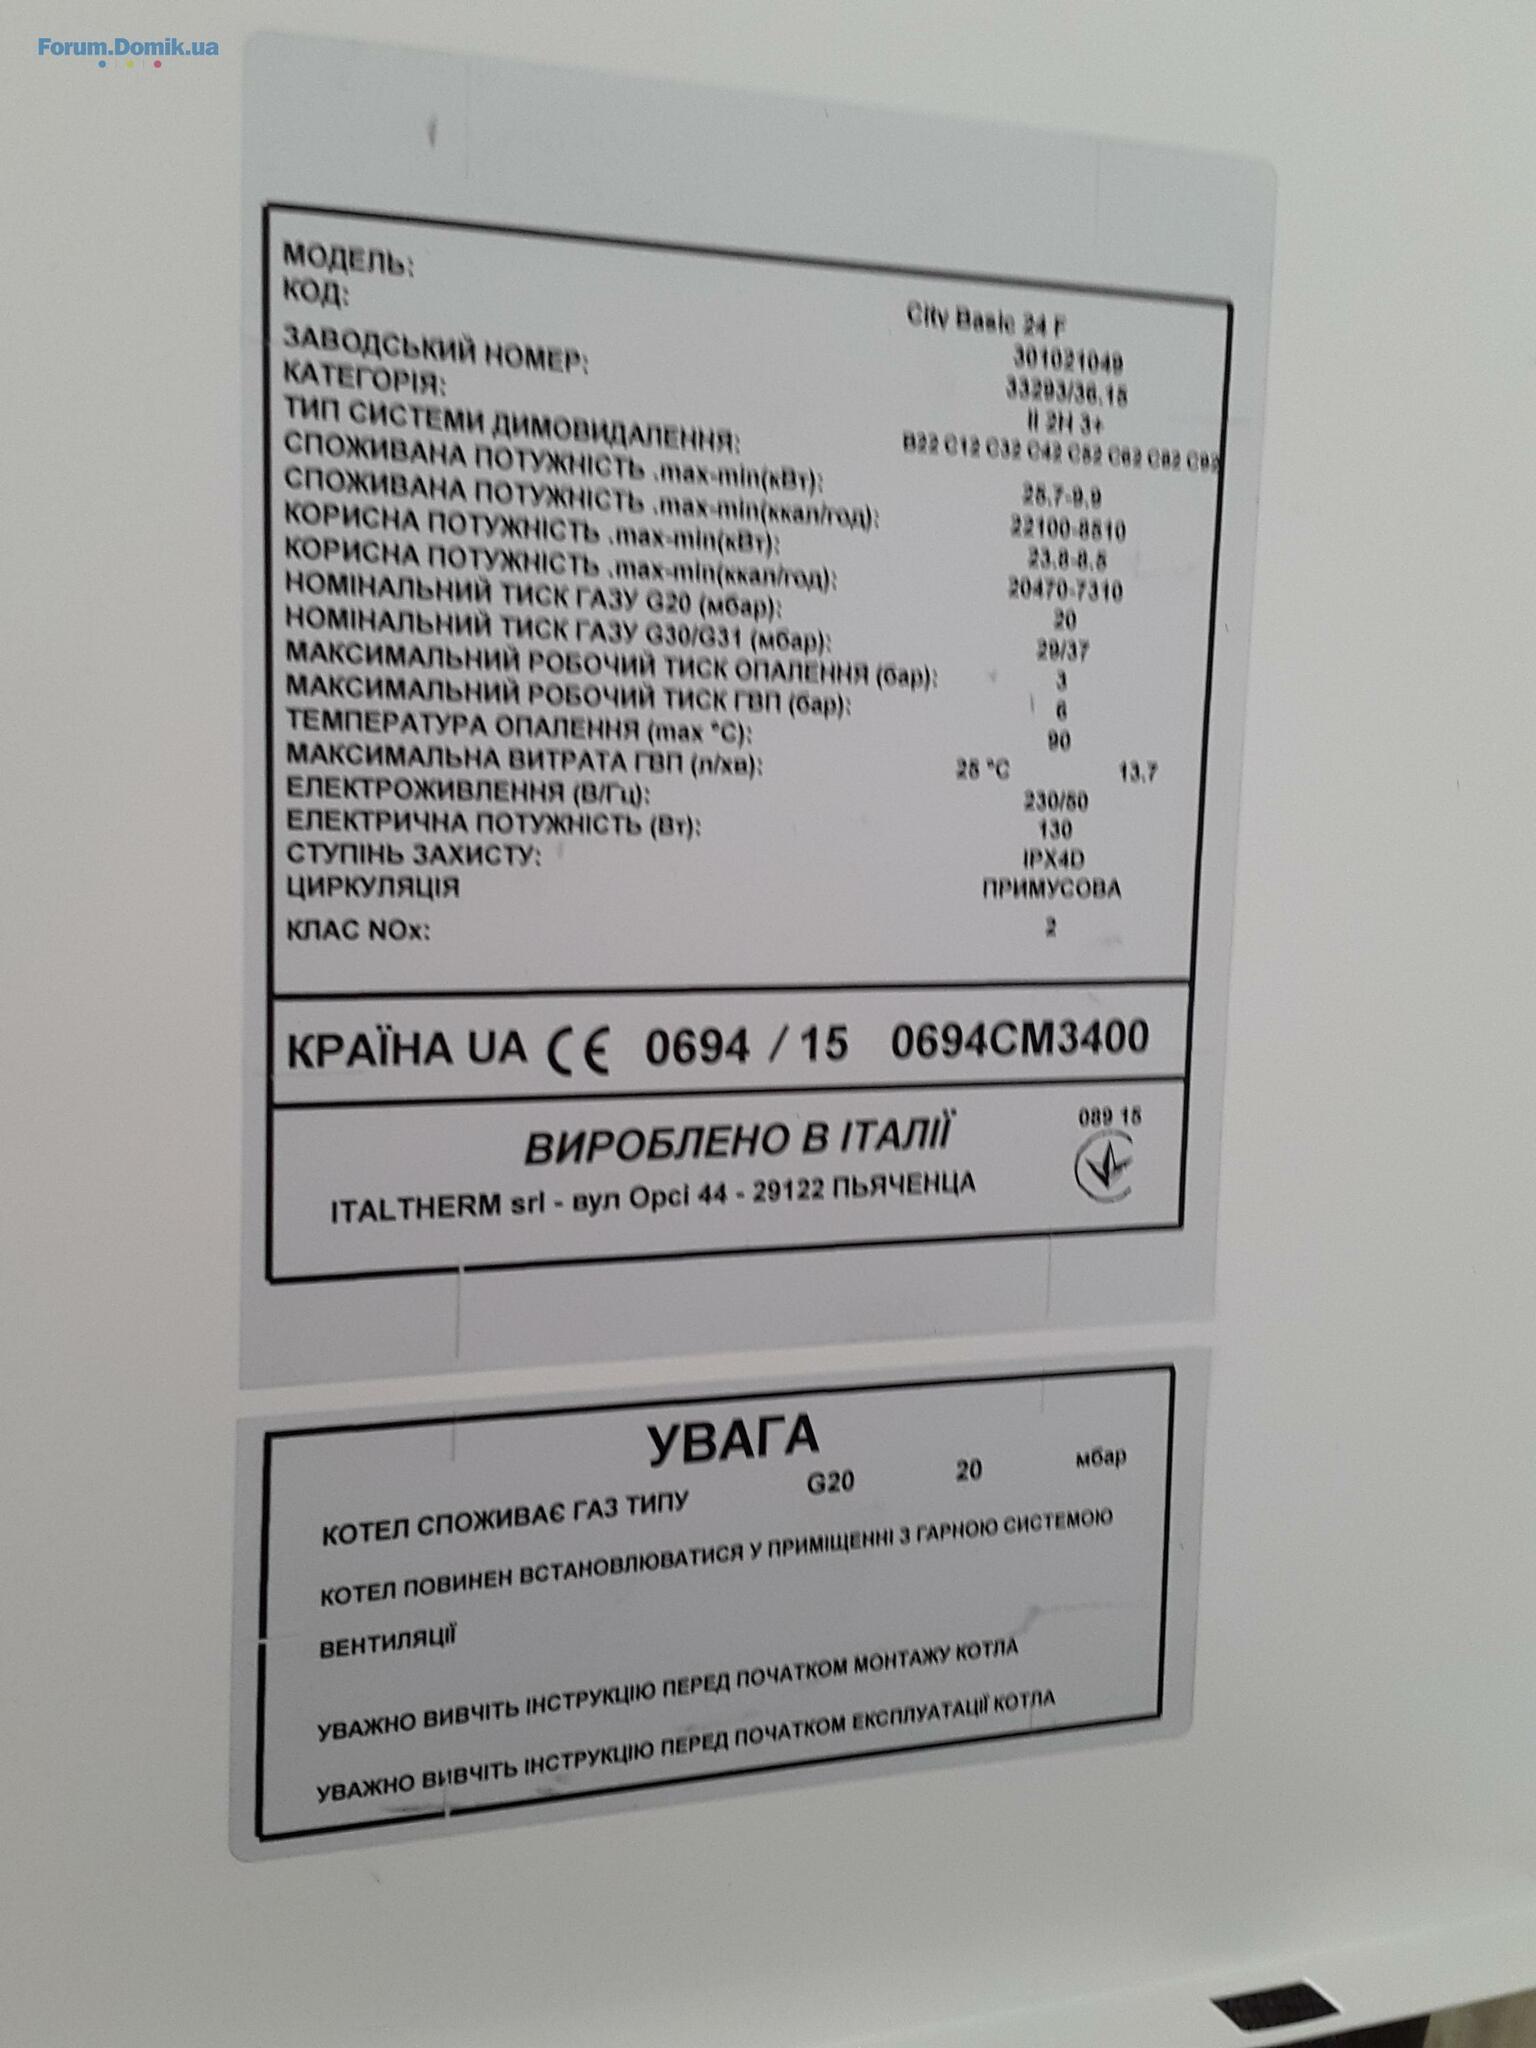 Forum.Domik.ua
МОДЕЛЬ: City Basic 24 F
КОД: 301021049
ЗАВОДСЬКИЙ НОМЕР: 33293/36.15
КАТЕГОРІЯ: II 2H 3+
ТИП СИСТЕМИ ДИМОВИДАЛЕННЯ: B22 C12 C32 C42 C52 C62 C82 C92
СПОЖИВАНА ПОТУЖНІСТЬ .max-min(кВт): 25,7-9,9
СПОЖИВАНА ПОТУЖНІСТЬ .max-min(ккал/год): 22100-8510
КОРИСНА ПОТУЖНІСТЬ .max-min(кВт): 23,8-8,5
КОРИСНА ПОТУЖНІСТЬ .max-min(ккал/год): 20470-7310
НОМІНАЛЬНИЙ ТИСК ГАЗУ G20 (мбар): 20
НОМІНАЛЬНИЙ ТИСК ГАЗУ G30/G31 (мбар): 29/37
МАКСИМАЛЬНИЙ РОБОЧИЙ ТИСК ОПАЛЕННЯ (бар): 3
МАКСИМАЛЬНИЙ РОБОЧИЙ ТИСК ГВП (бар): 6
ТЕМПЕРАТУРА ОПАЛЕННЯ (max °C): 90
МАКСИМАЛЬНА ВИТРАТА ГВП (л/хв): 25 °C 13,7
ЕЛЕКТРОЖИВЛЕННЯ (В/Гц): 230/50
ЕЛЕКТРИЧНА ПОТУЖНІСТЬ (Вт): 130
СТУПІНЬ ЗАХИСТУ: IPX4D
ЦИРКУЛЯЦІЯ ПРИМУСОВА
КЛАС NOx: 2
КРАЇНА UA CE 0694 / 15 0694CM3400
ВИРОБЛЕНО В ІТАЛІЇ 089 15
ITALTHERM srl - вул Орсі 44 - 29122 ПЬЯЧЕНЦА
УВАГА
КОТЕЛ СПОЖИВАЄ ГАЗ ТИПУ G20 20 мбар
КОТЕЛ ПОВИНЕН ВСТАНОВЛЮВАТИСЯ У ПРИМІЩЕННІ З ГАРНОЮ СИСТЕМОЮ
ВЕНТИЛЯЦІЇ
УВАЖНО ВИВЧІТЬ ІНСТРУКЦІЮ ПЕРЕД ПОЧАТКОМ МОНТАЖУ КОТЛА
УВАЖНО ВИВЧІТЬ ІНСТРУКЦІЮ ПЕРЕД ПОЧАТКОМ ЕКСПЛУАТАЦІЇ КОТЛА